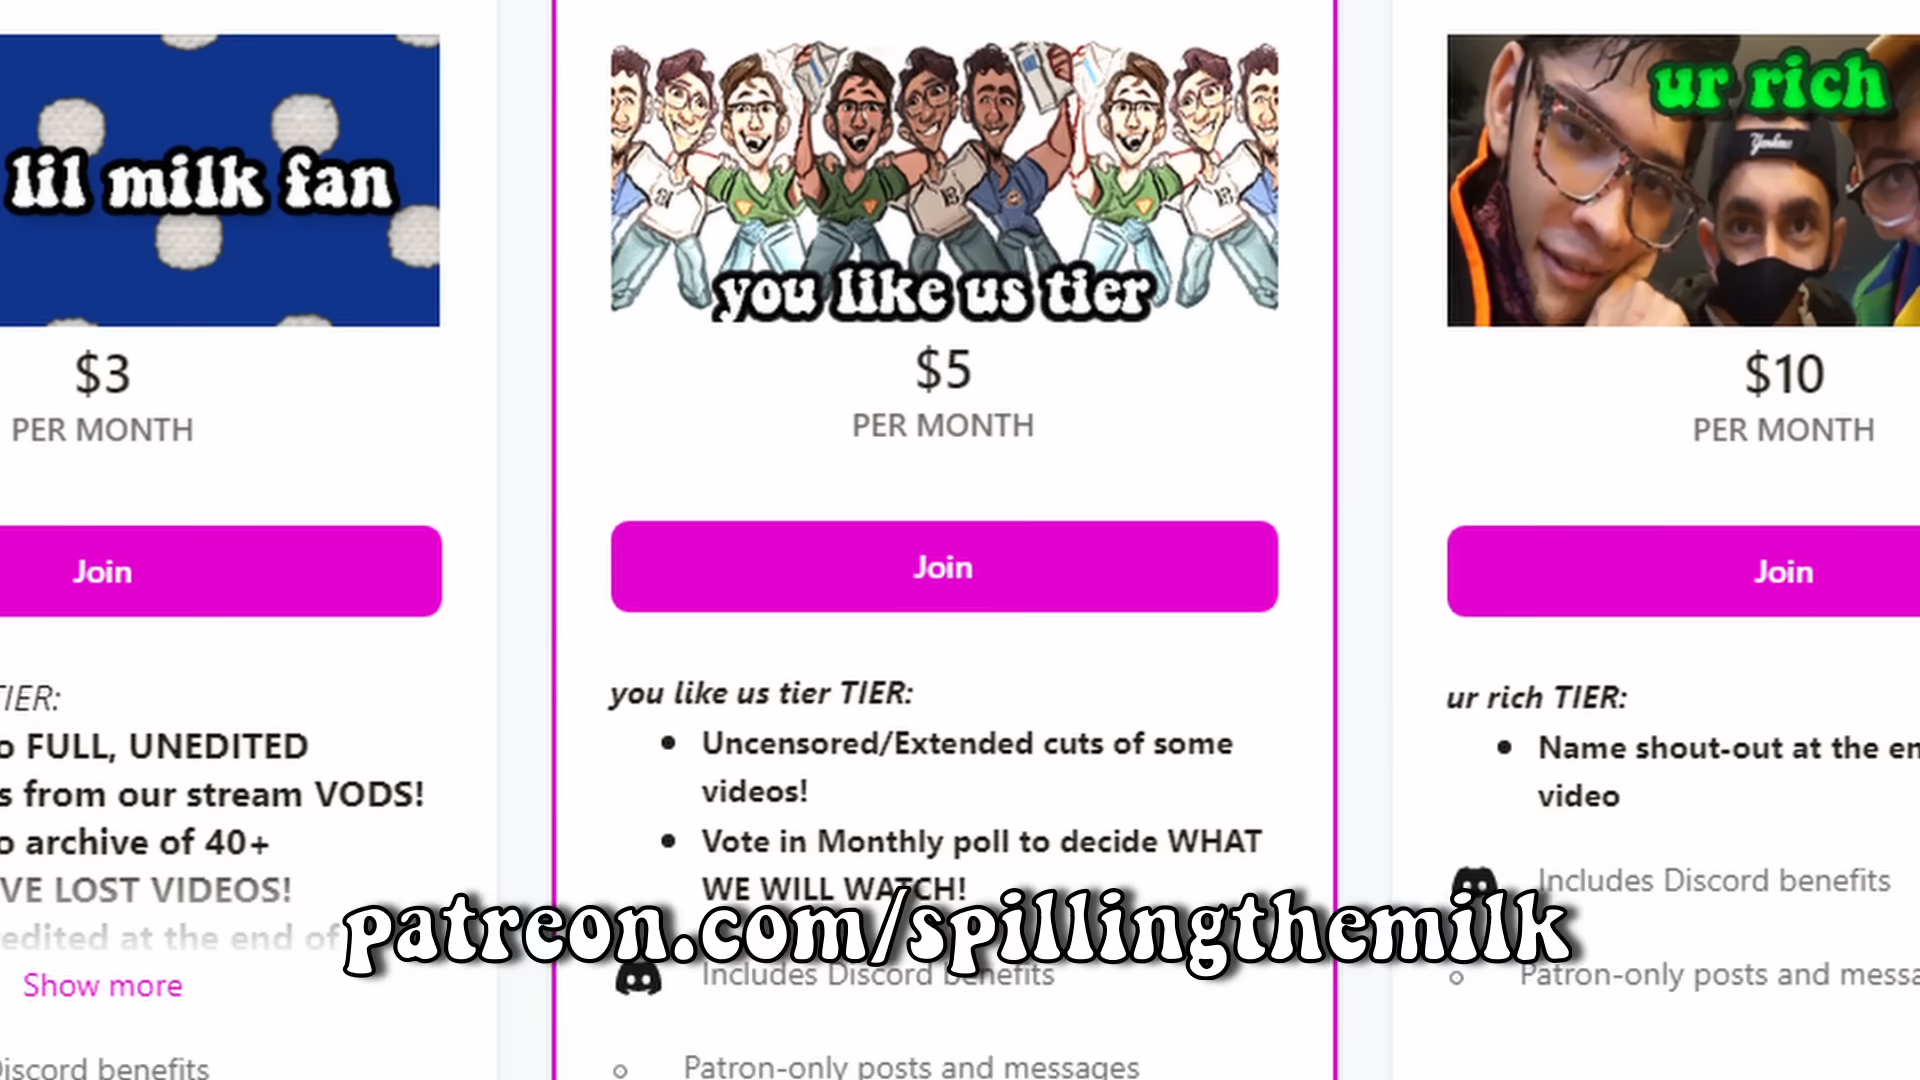 lil milk fan
$3
PER MONTH
Join
TIER:
o FULL, UNEDITED
s from our stream VODS!
o archive of 40+
VE LOST VIDEOS!
edited at the end of
Show more
Discord benefits
you like us tier
$5
PER MONTH
Join
you like us tier TIER:
• Uncensored/Extended cuts of some
videos!
• Vote in Monthly poll to decide WHAT
WE WILL WATCH!
Includes Discord benefits
Patron-only posts and messages
ur rich
Yankees
$10
PER MONTH
Join
ur rich TIER:
• Name shout-out at the en
video
Includes Discord benefits
Patron-only posts and messa
patreon.com/spillingthemilk